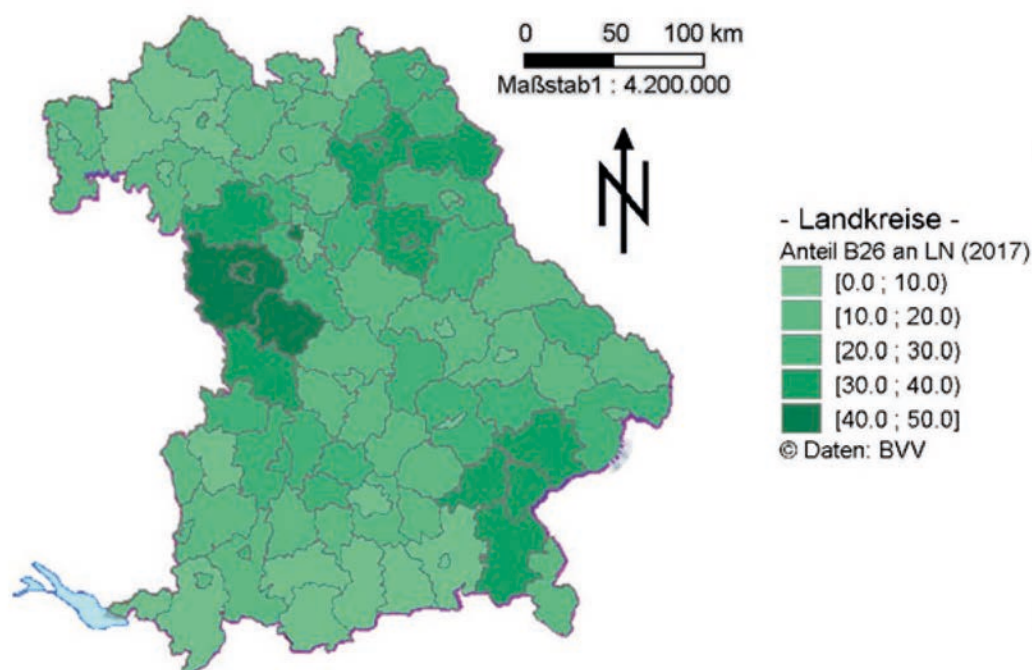 0 50 100 km
Maßstab1 : 4.200.000
N
- Landkreise -
Anteil B26 an LN (2017)
[0.0 ; 10.0)
[10.0 ; 20.0)
[20.0 ; 30.0)
[30.0 ; 40.0)
[40.0 ; 50.0]
© Daten: BVV